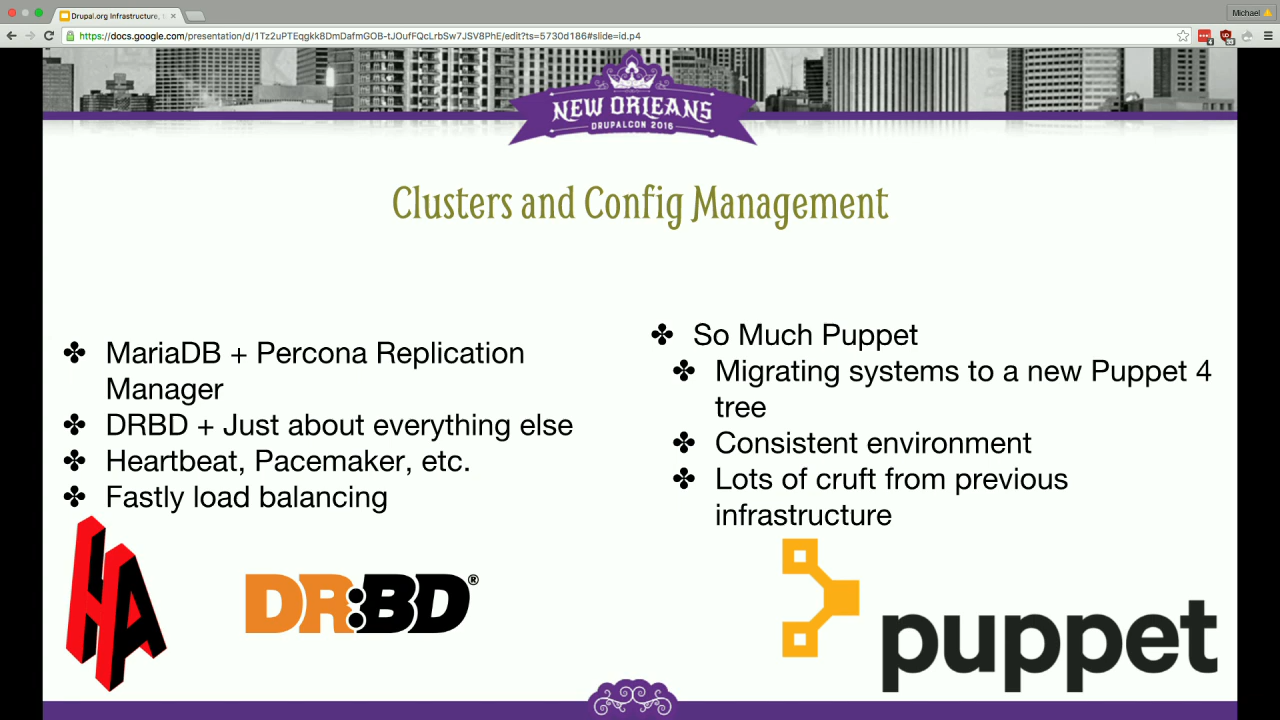 Drupal.org Infrastructure,
Michael
https://docs.google.com/presentation/d/1Tz2uPTEqgkk8DmDafmGOB-tJOufFQcLrbSw7JSV8PhE/edit?ts=5730d186#slide=id.p4
NEW ORLEANS
DRUPALCON 2016
Clusters and Config Management
MariaDB + Percona Replication
Manager
DRBD + Just about everything else
Heartbeat, Pacemaker, etc.
Fastly load balancing
So Much Puppet
Migrating systems to a new Puppet 4
tree
Consistent environment
Lots of cruft from previous
infrastructure
HA
DR:BD®
puppet